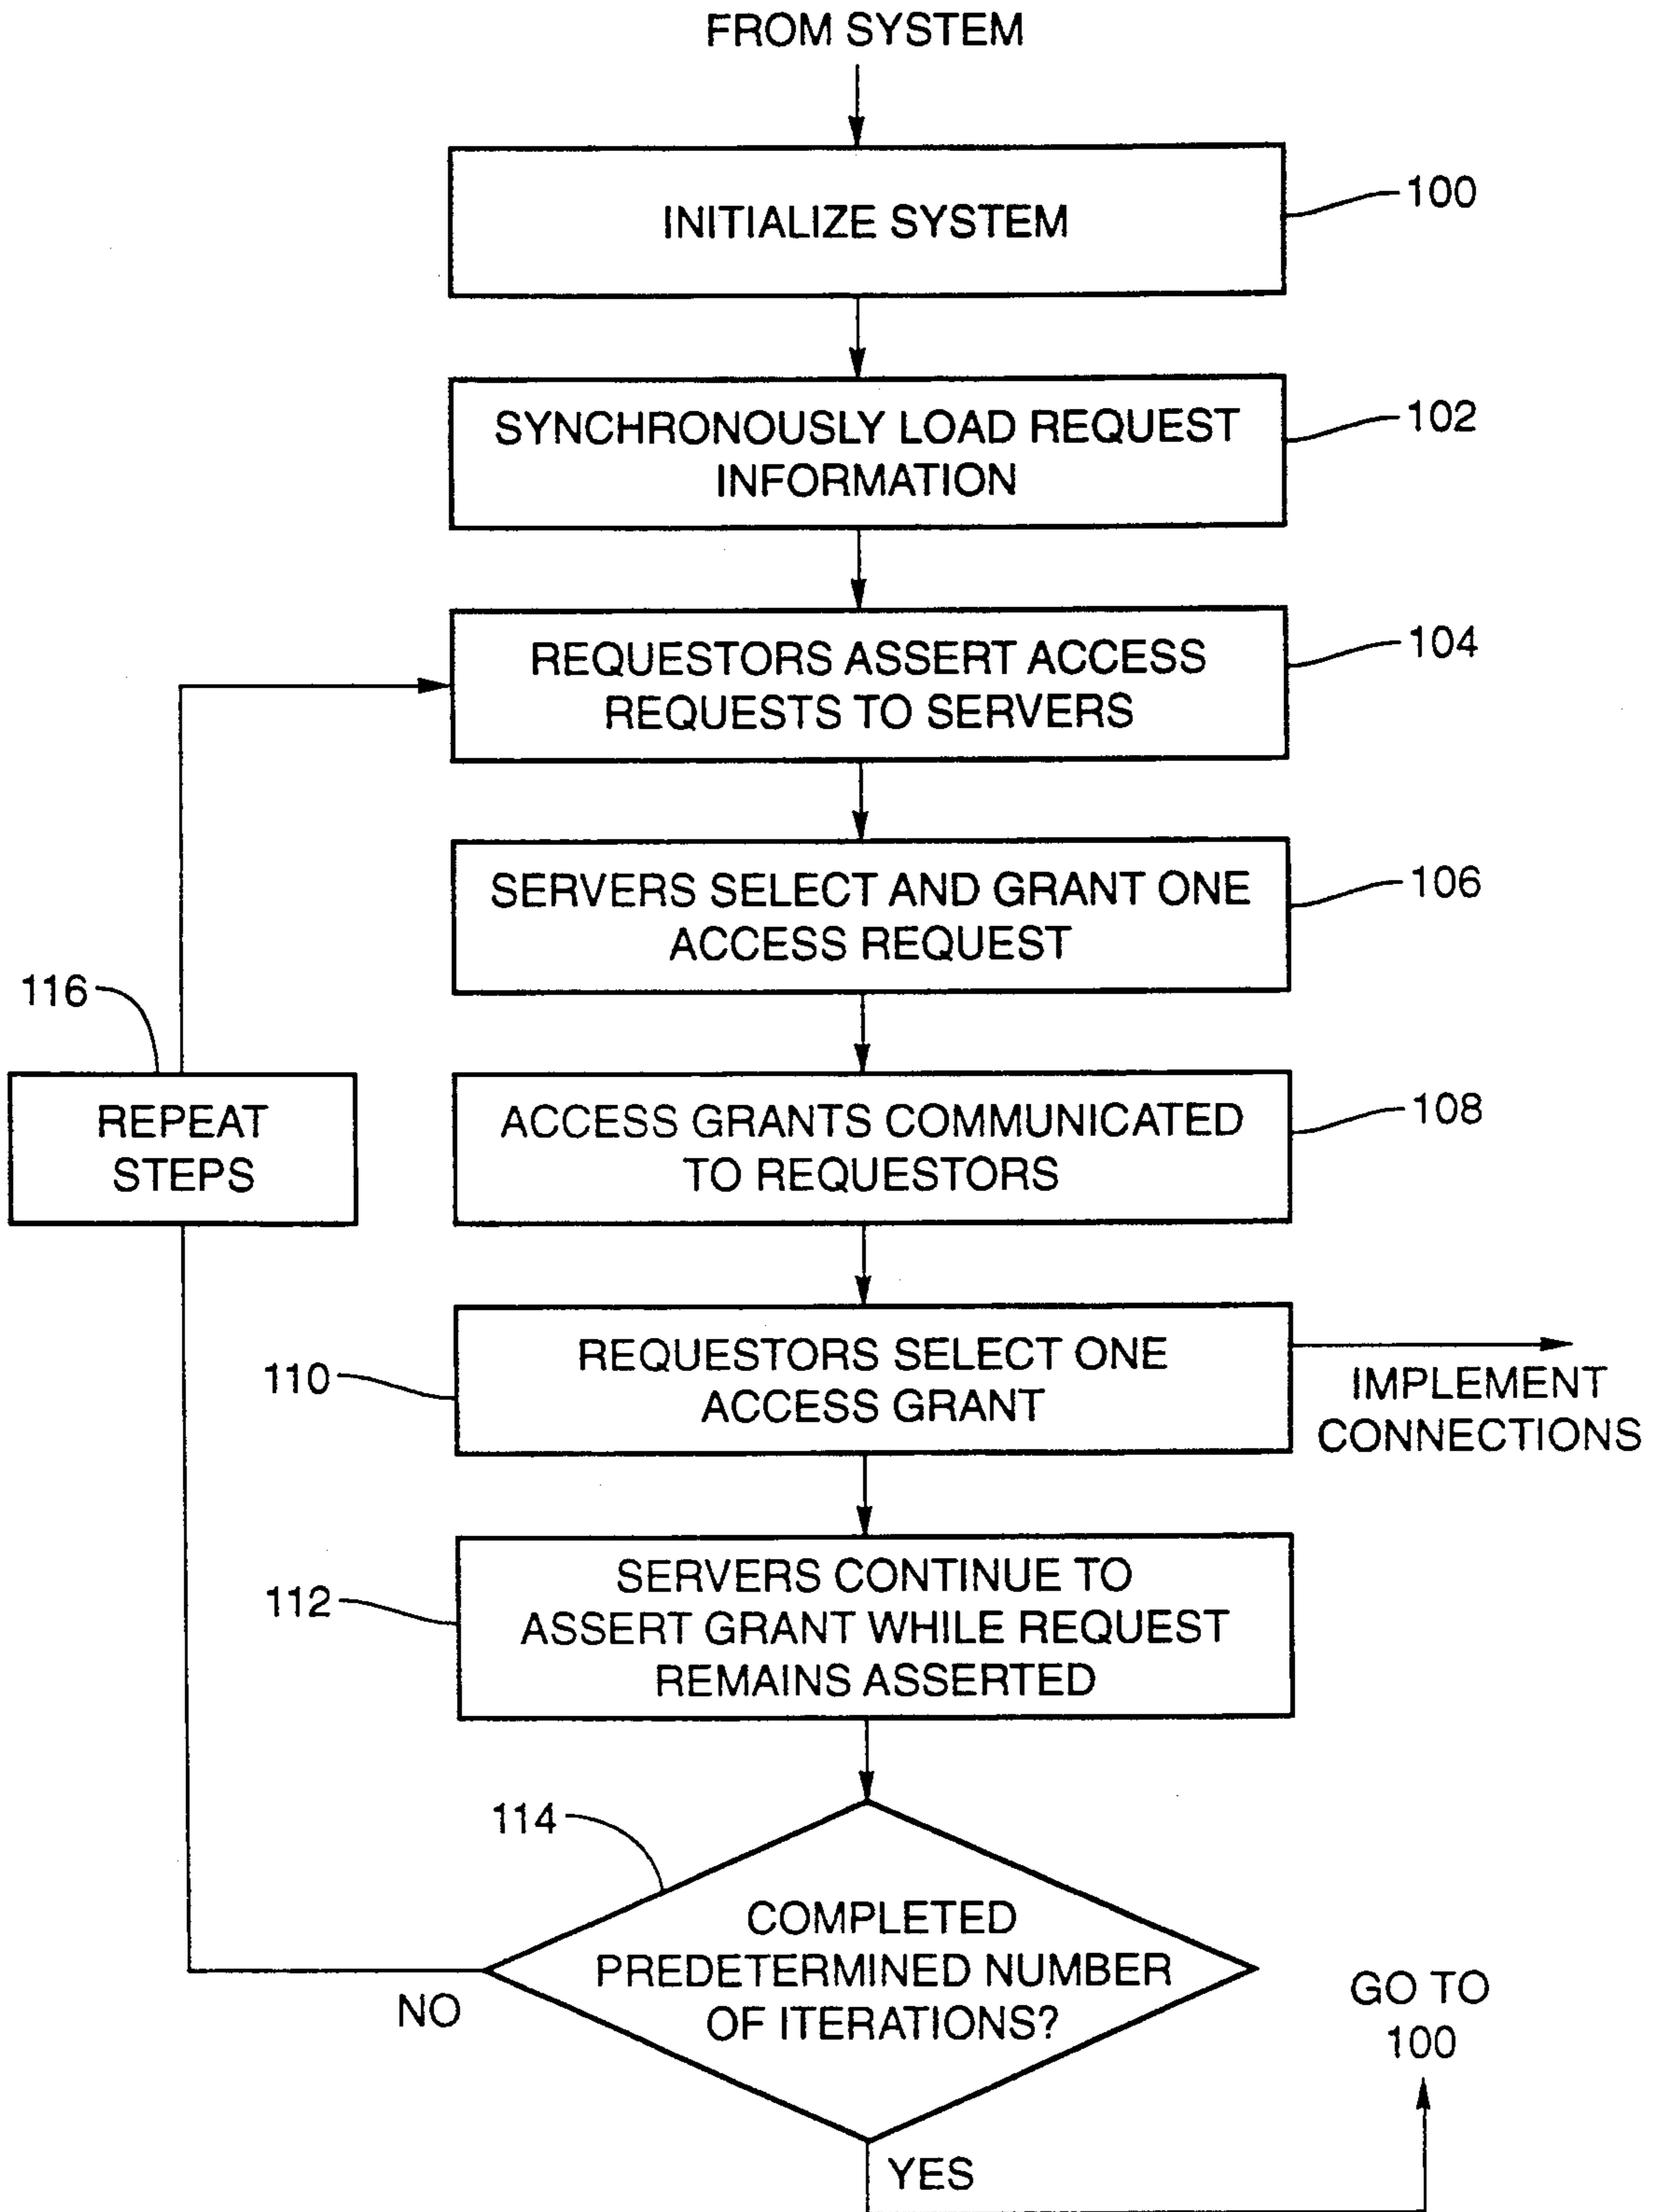 FROM SYSTEM
INITIALIZE SYSTEM
100
SYNCHRONOUSLY LOAD REQUEST
INFORMATION
102
REQUESTORS ASSERT ACCESS
REQUESTS TO SERVERS
104
SERVERS SELECT AND GRANT ONE
ACCESS REQUEST
106
116
REPEAT
STEPS
ACCESS GRANTS COMMUNICATED
TO REQUESTORS
108
110
REQUESTORS SELECT ONE
ACCESS GRANT
IMPLEMENT
CONNECTIONS
112
SERVERS CONTINUE TO
ASSERT GRANT WHILE REQUEST
REMAINS ASSERTED
114
COMPLETED
PREDETERMINED NUMBER
OF ITERATIONS?
NO
GO TO
100
YES